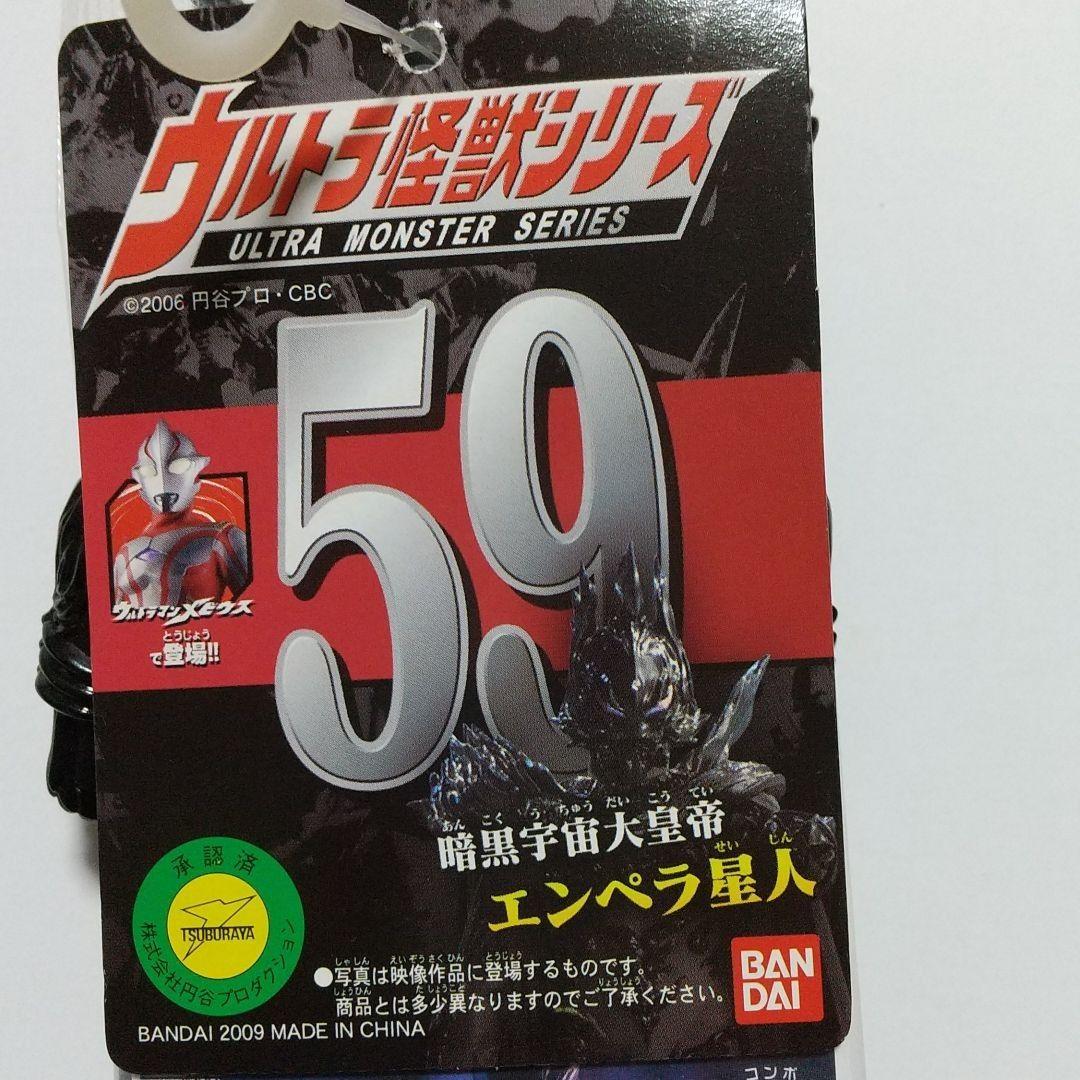 ウルトラ怪獣シリーズ
ULTRA MONSTER SERIES
©2006 円谷プロ・CBC
59
ウルトラマンメビウス
とうじょう
で登場!!
あん こく う ちゅう だい こう てい
暗黒宇宙大皇帝
せい じん
エンペラ星人
承認済
TSUBURAYA
株式会社円谷プロダクション
しゃしん えいぞうさくひん とうじょう
●写真は映像作品に登場するものです。
しょうひん たしょうこと りょうしょう
商品とは多少異なりますのでご了承ください。
BAN
DAI
BANDAI 2009 MADE IN CHINA
コンボ